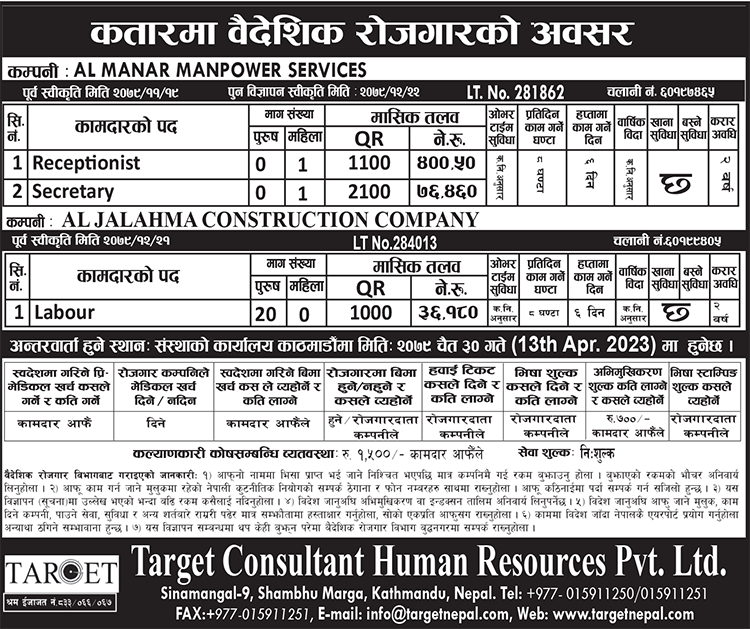 कतारमा वैदेशिक रोजगारको अवसर
कम्पनी : AL MANAR MANPOWER SERVICES
पूर्व स्वीकृति मिति २०७९/११/१९ पुन विज्ञापन स्वीकृति मिति : २०७९/१२/२२ LT. No. 281862 चलानी नं. ६०१९७४६५
सि. नं. कामदारको पद माग संख्या पुरुष महिला मासिक तलव QR ने.रू. ओभर टाईम सुविधा प्रतिदिन काम गर्ने घण्टा हप्तामा काम गर्ने दिन वार्षिक विदा खाना सुविधा बस्ने सुविधा करार अवधि
1 Receptionist 0 1 1100 ४००,५० क.नि.अनुसार ८ घण्टा ६ दिन क.नि.अनुसार छ २ वर्ष
2 Secretary 0 1 2100 ७६,४६०
कम्पनी : AL JALAHMA CONSTRUCTION COMPANY
पूर्व स्वीकृति मिति २०७९/१२/२१ LT No.284013 चलानी नं.६०१९९४०५
सि. नं. कामदारको पद माग संख्या पुरुष महिला मासिक तलव QR ने.रू. ओभर टाईम सुविधा प्रतिदिन काम गर्ने घण्टा हप्तामा काम गर्ने दिन वार्षिक विदा खाना सुविधा बस्ने सुविधा करार अवधि
1 Labour 20 0 1000 ३६,१८० क.नि. अनुसार ८ घण्टा ६ दिन क.नि. अनुसार छ २ वर्ष
अन्तरवार्ता हुने स्थानः संस्थाको कार्यालय काठमाडौंमा मितिः २०७९ चैत ३० गते (13th Apr. 2023) मा हुनेछ ।
स्वदेशमा गरिने प्रि-मेडिकल खर्च कसले गर्ने र कति गर्ने रोजगार कम्पनिले मेडिकल खर्च दिने / नदिन स्वदेशमा गरिने बिमा खर्च कस ले व्यहोर्ने र कति लाग्ने रोजगारमा बिमा हुने/नहुने र कसले व्यहोर्ने हवाई टिकट कसले दिने र कति लाग्ने भिषा शुल्क कसले दिने र कति लाग्ने अभिमुखिकरण शुल्क कति लाग्ने र कसले व्यहोर्ने भिषा स्टाम्पिङ शुल्क कसले व्यहोर्ने
कामदार आफैँ दिने कामदार आफैँले हुने / रोजगारदाता कम्पनीले रोजगारदाता कम्पनीले रोजगारदाता कम्पनीले रु.७००/- कामदार आफैँले रोजगारदाता कम्पनीले
कल्याणकारी कोषसम्बन्धि व्यवस्थाः रु. १,५००/- कामदार आफैँले सेवा शुल्कः निःशुल्क
वैदेशिक रोजगार विभागबाट गराइएको जानकारी: १) आफ्नो नाममा भिसा प्राप्त भई जाने निश्चित भएपछि मात्र कम्पनिमै गई रकम बुझाउनु होला । बुझाएको रकमको भौचर अनिवार्य
लिनुहोला । २) आफू काम गर्न जाने मुलुकमा रहेको नेपाली कुटनीतिक नियोगको सम्पर्क ठेगाना र फोन नम्बरहरु साथमा राख्नुहोला । आफू कठिनाईमा पर्दा सम्पर्क गर्न सजिलो हुन्छ । ३) यस
विज्ञापन (सूचना)मा उल्लेख भएको भन्दा बढि रकम कसैलाई नदिनुहोला । ४) विदेश जानुअघि अभिमुखिकरण वा इन्डक्सन तालिम अनिवार्य लिनुपर्नेछ । ५) विदेश जानुअघि आफू जाने मुलुक, काम
दिने कम्पनी, पाउने सेवा, सुविधा र अन्य शर्तबारे राम्ररी पढेर मात्र सम्झौतामा हस्ताक्षर गर्नुहोला, सोको एकप्रति आफुसग राख्नुहोला । ६) काममा विदेश जाँदा नेपालकै एयरपोर्ट प्रयोग गर्नुहोला
अन्यथा ठगिने सम्भावना हुन्छ । ७) यस विज्ञापन सम्बन्धमा थप केही बुझ्न परेमा वैदेशिक रोजगार विभाग बुद्धनगरमा सम्पर्क राख्नुहोला ।
TARGET
श्रम ईजाजत नं.८३३/०६६/०६७
Target Consultant Human Resources Pvt. Ltd.
Sinamangal-9, Shambhu Marga, Kathmandu, Nepal. Tel : +977- 015911250/015911251
FAX:+977-015911251, E-mail: info@targetnepal.com, Web: www.targetnepal.com